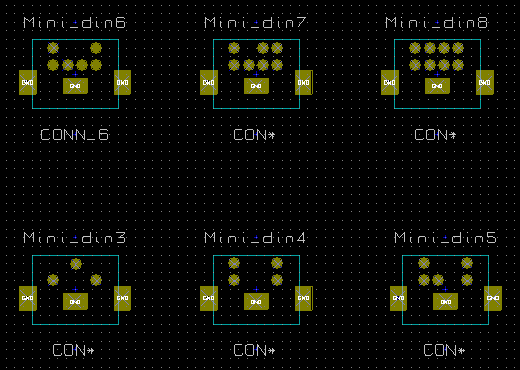 Mini_din6 Mini_din7 Mini_din8
GND GND GND GND GND GND GND GND GND
CONN_6 CON* CON*
Mini_din3 Mini_din4 Mini_din5
GND GND GND GND GND GND GND GND GND
CON* CON* CON*